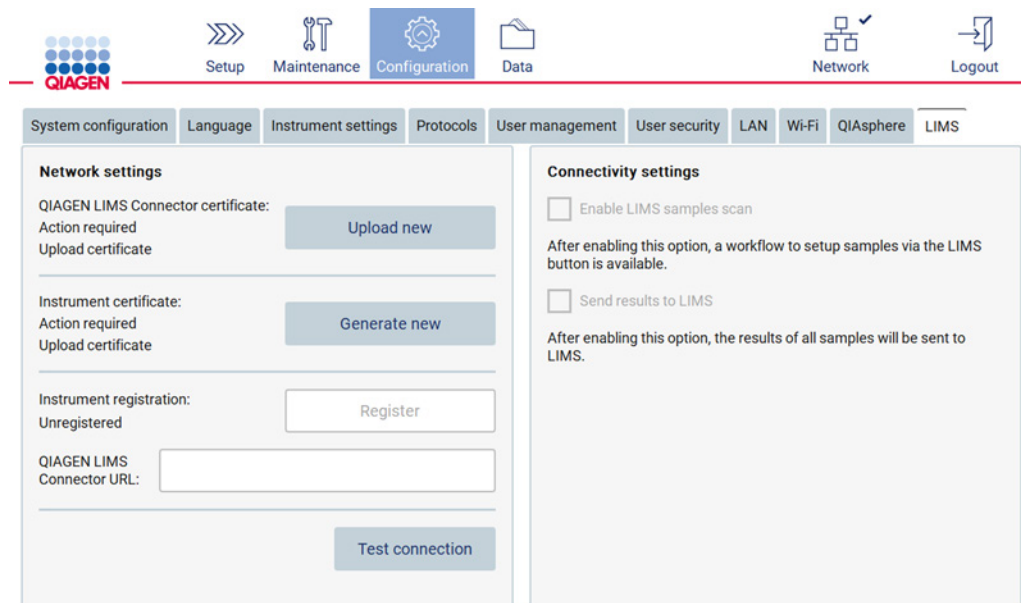 QIAGEN
Setup
Maintenance
Configuration
Data
Network
Logout
System configuration
Language
Instrument settings
Protocols
User management
User security
LAN
Wi-Fi
QIAsphere
LIMS
Network settings
QIAGEN LIMS Connector certificate:
Action required
Upload certificate
Upload new
Instrument certificate:
Action required
Upload certificate
Generate new
Instrument registration:
Unregistered
Register
QIAGEN LIMS
Connector URL:
Test connection
Connectivity settings
Enable LIMS samples scan
After enabling this option, a workflow to setup samples via the LIMS
button is available.
Send results to LIMS
After enabling this option, the results of all samples will be sent to
LIMS.